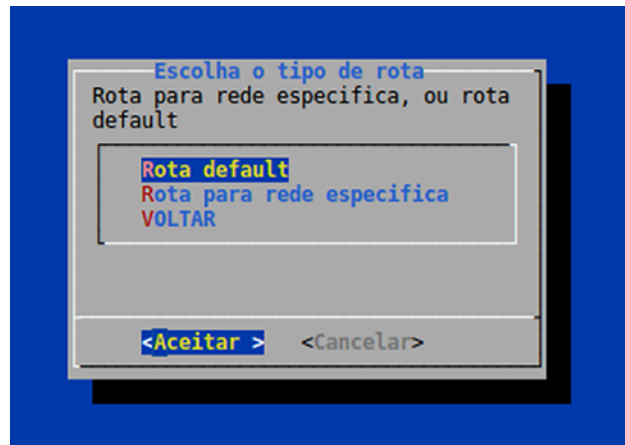 Escolha o tipo de rota
Rota para rede especifica, ou rota
default
Rota default
Rota para rede especifica
VOLTAR
<Aceitar > <Cancelar>